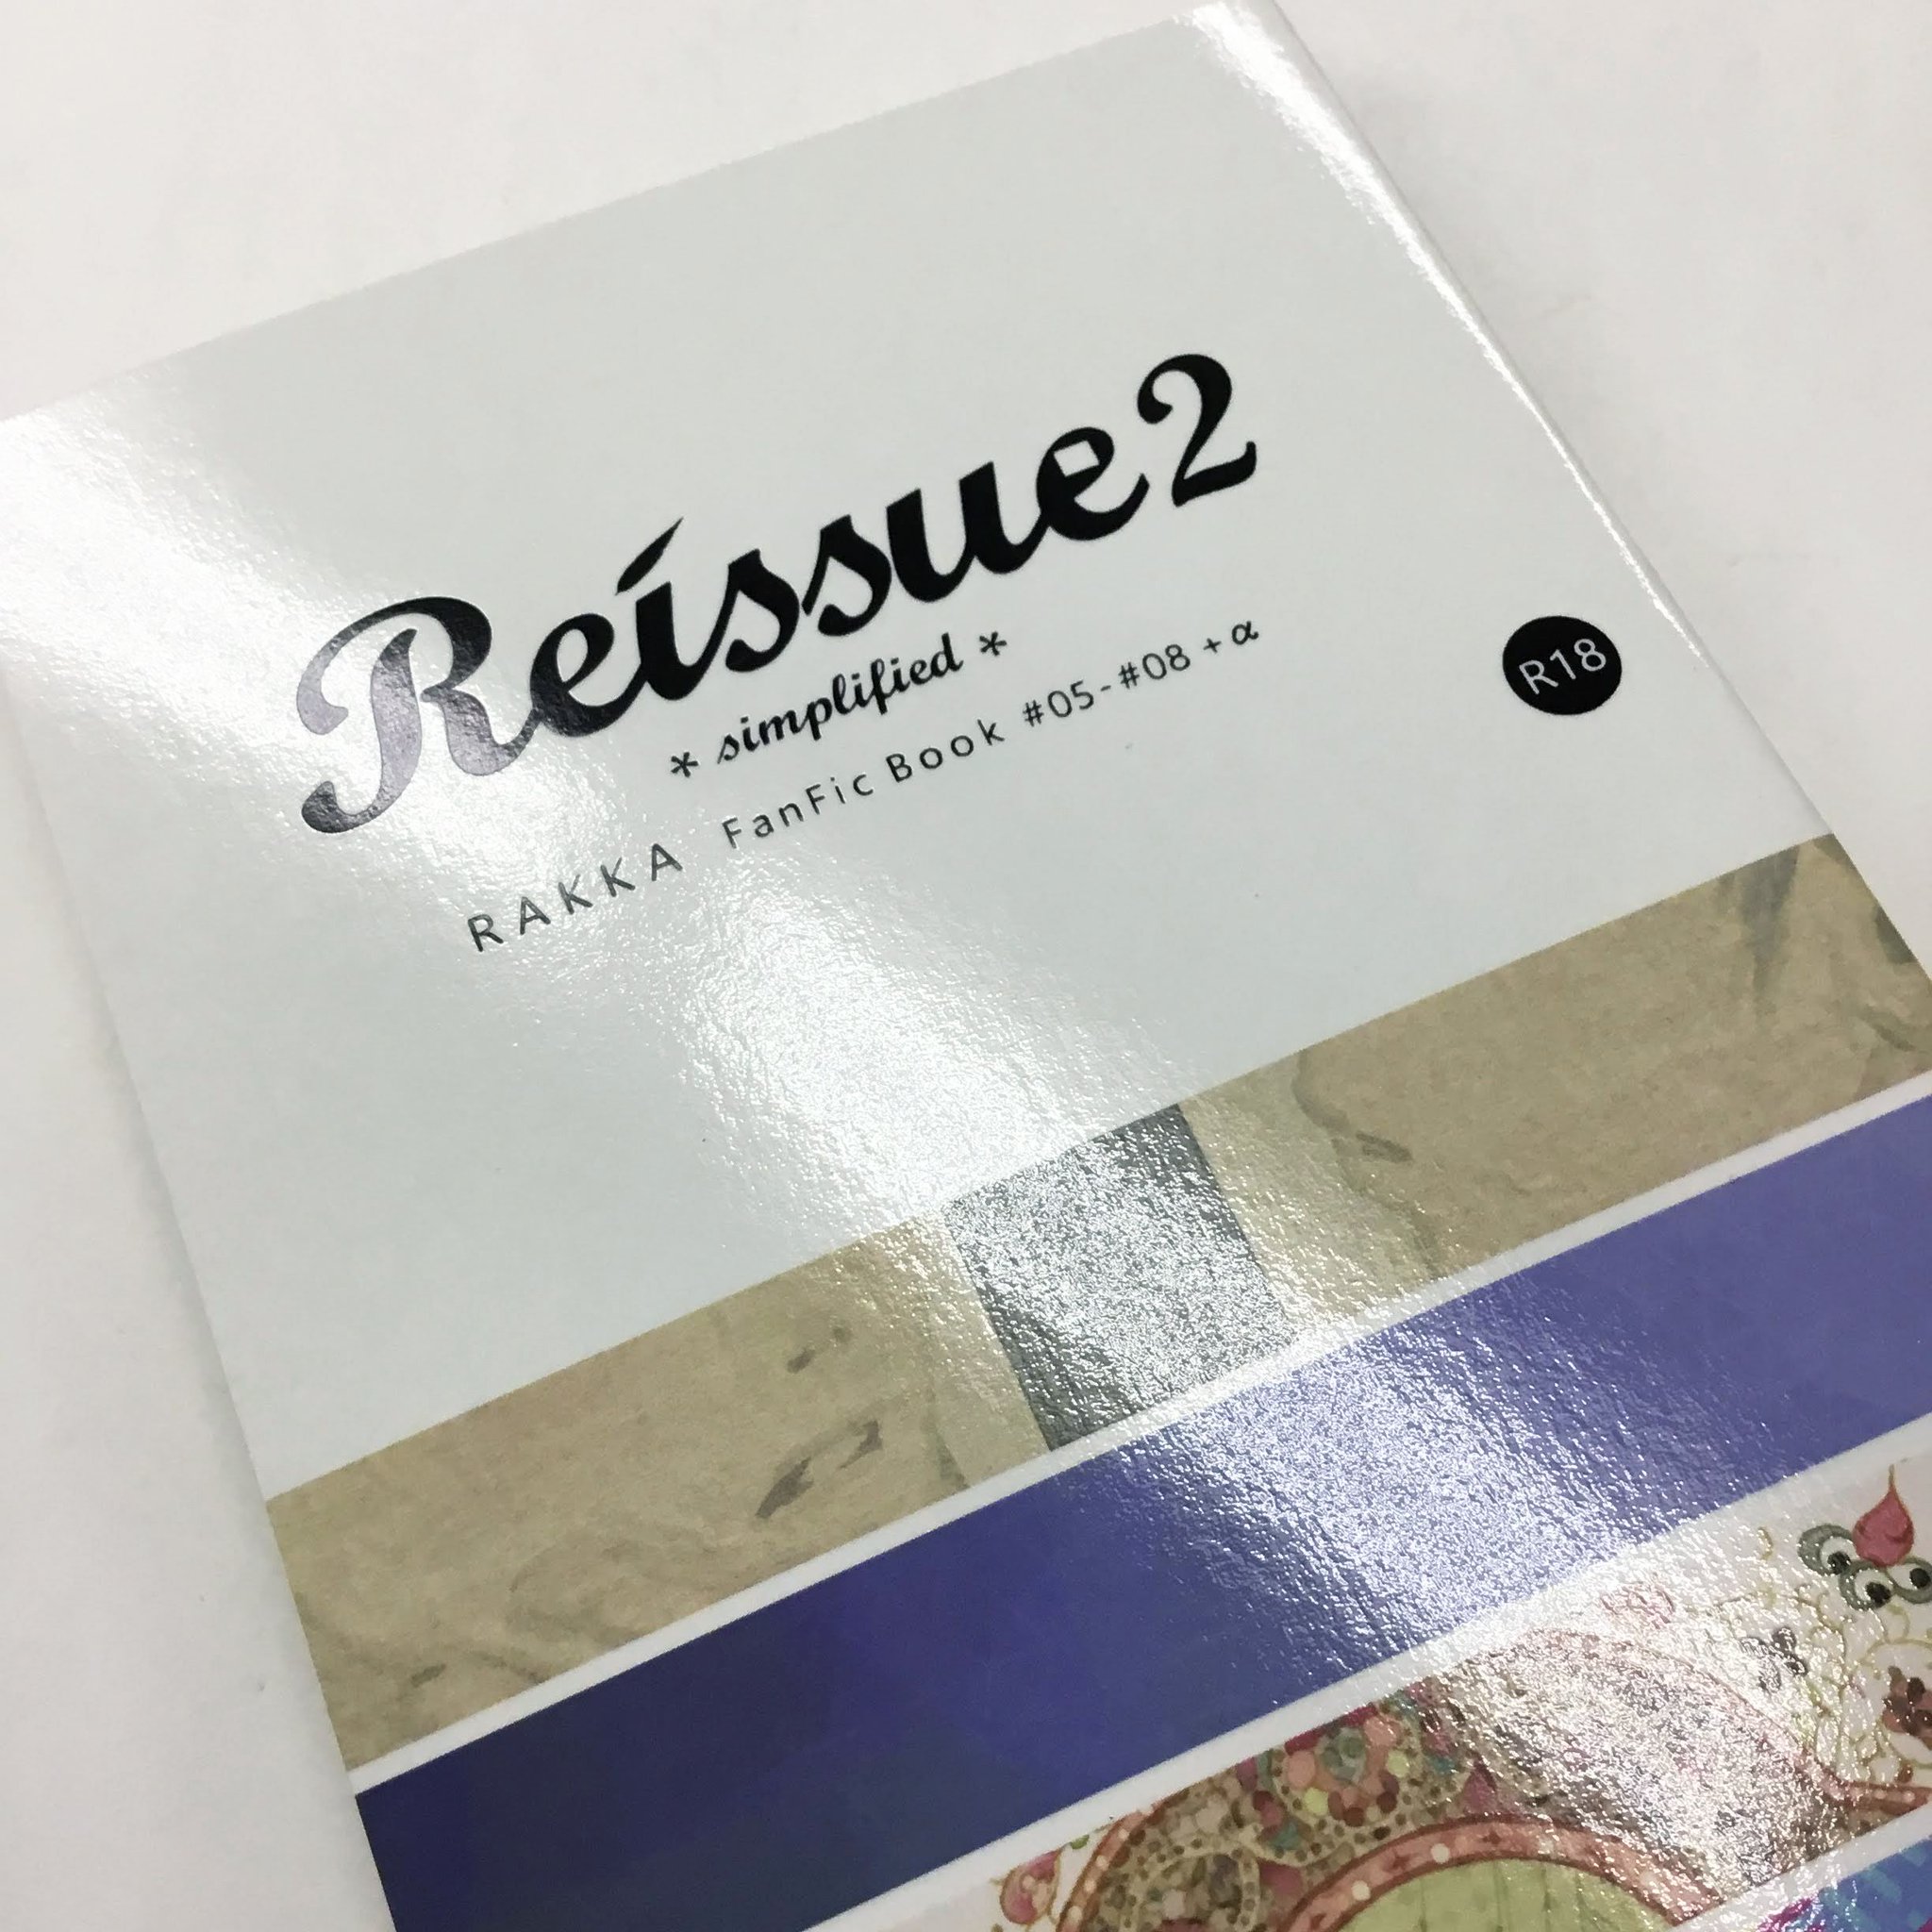 Reissue2
* simplified *
RAKKA FanFic Book #05-#08 + α
R18